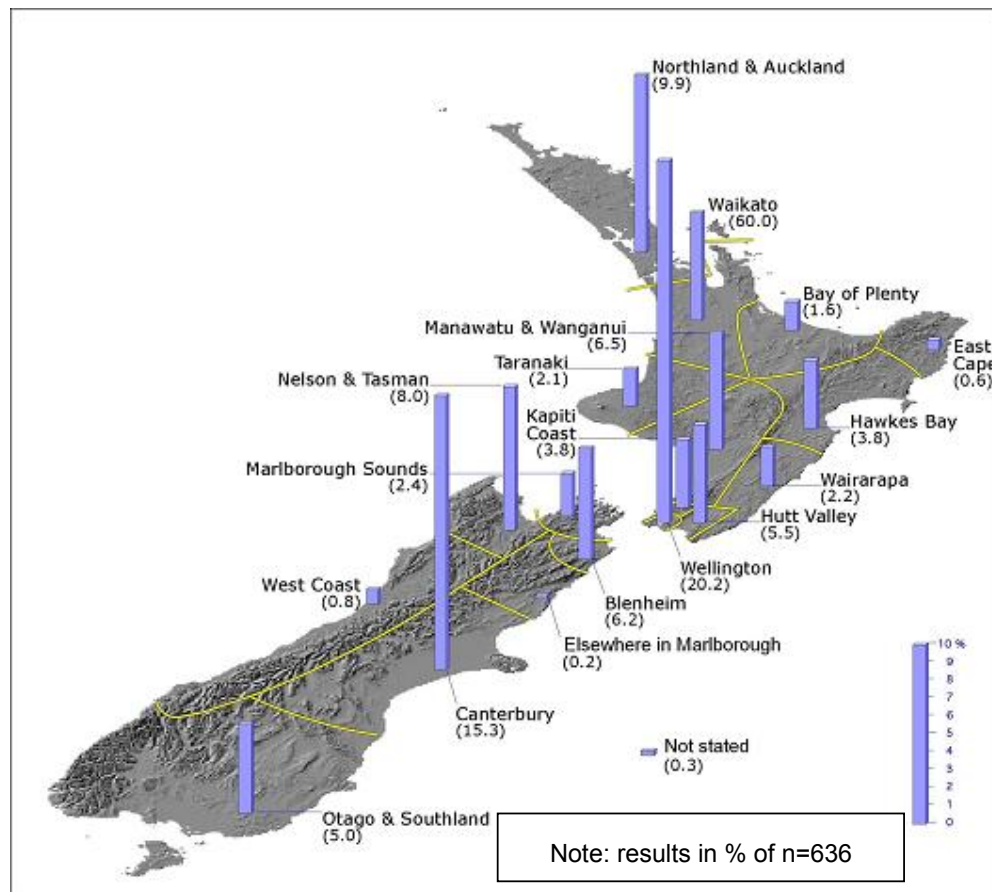 Northland & Auckland
(9.9)
Waikato
(60.0)
Bay of Plenty
(1.6)
Manawatu & Wanganui
(6.5)
East
Cape
(0.6)
Taranaki
(2.1)
Nelson & Tasman
(8.0)
Kapiti
Coast
(3.8)
Hawkes Bay
(3.8)
Marlborough Sounds
(2.4)
Wairarapa
(2.2)
Hutt Valley
(5.5)
Wellington
(20.2)
West Coast
(0.8)
Blenheim
(6.2)
Elsewhere in Marlborough
(0.2)
Canterbury
(15.3)
Not stated
(0.3)
Otago & Southland
(5.0)
10 %
9
8
7
6
5
4
3
2
1
0
Note: results in % of n=636